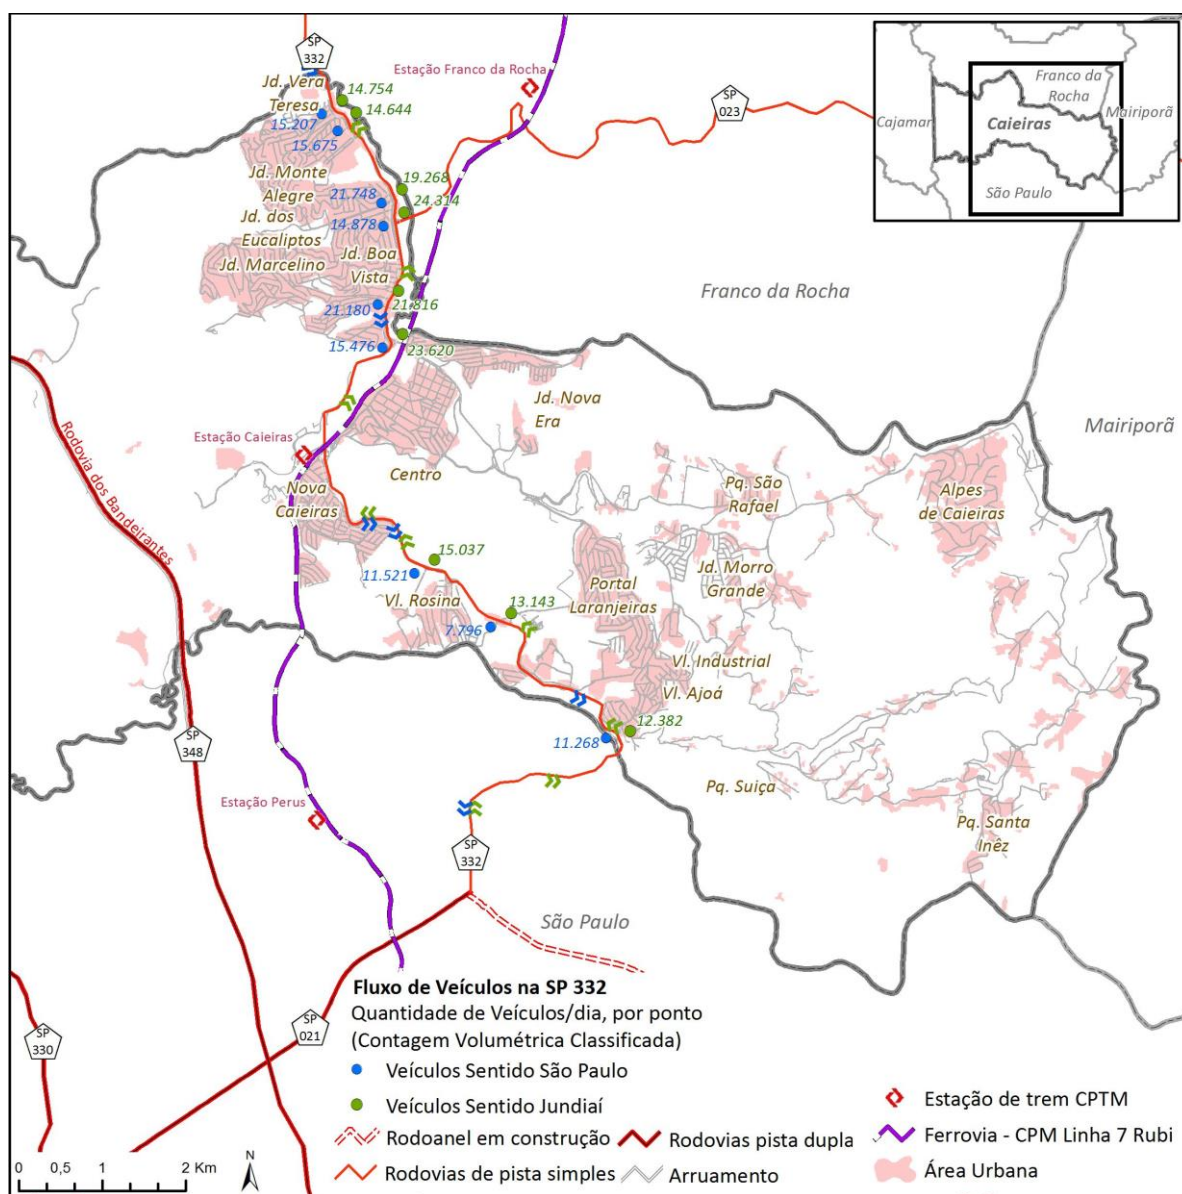 SP
332
Jd. Vera
Teresa
14.754
14.644
15.207
15.675
Estação Franco da Rocha
SP
023
Franco da
Rocha
Cajamar
Caieiras
Mairiporã
São Paulo
Jd. Monte
Alegre
19.268
21.748
24.314
Jd. dos
Eucaliptos
14.878
Jd. Marcelino
Jd. Boa
Vista
21.180
21.816
15.476
23.620
Franco da Rocha
Mairiporã
Jd. Nova
Era
Rodovia dos Bandeirantes
Estação Caieiras
Centro
Nova
Caieiras
Pq. São
Rafael
Alpes
de Caieiras
15.037
11.521
Vl. Rosina
Portal
Laranjeiras
Jd. Morro
Grande
13.143
7.796
Vl. Industrial
Vl. Ajoá
12.382
11.268
SP
348
Pq. Suiça
Estação Perus
Pq. Santa
Inêz
SP
332
São Paulo
SP
330
SP
021
Fluxo de Veículos na SP 332
Quantidade de Veículos/dia, por ponto
(Contagem Volumétrica Classificada)
Veículos Sentido São Paulo
Veículos Sentido Jundiaí
Rodoanel em construção
Rodovias de pista simples
Rodovias pista dupla
Arruamento
Estação de trem CPTM
Ferrovia - CPM Linha 7 Rubi
Área Urbana
0 0,5 1 2 Km
N